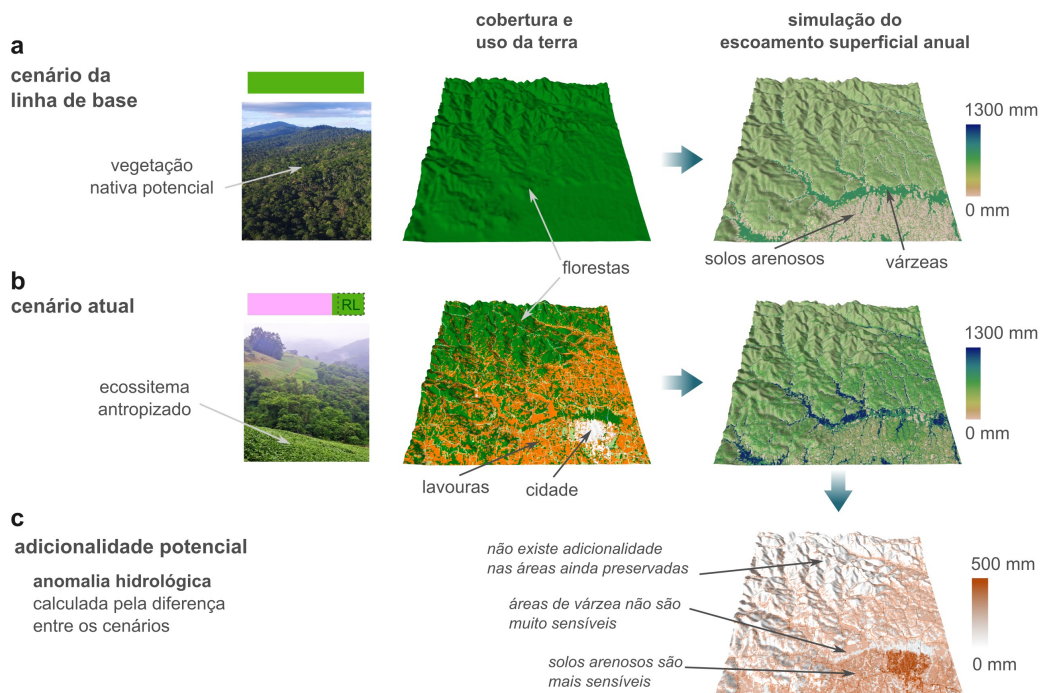 cobertura e
uso da terra
simulação do
escoamento superficial anual
a
cenário da
linha de base
vegetação
nativa potencial
1300 mm
0 mm
solos arenosos
várzeas
florestas
b
cenário atual
RL
ecossitema
antropizado
1300 mm
0 mm
lavouras
cidade
c
adicionalidade potencial
anomalia hidrológica
calculada pela diferença
entre os cenários
não existe adicionalidade
nas áreas ainda preservadas
áreas de várzea não são
muito sensíveis
solos arenosos são
mais sensíveis
500 mm
0 mm